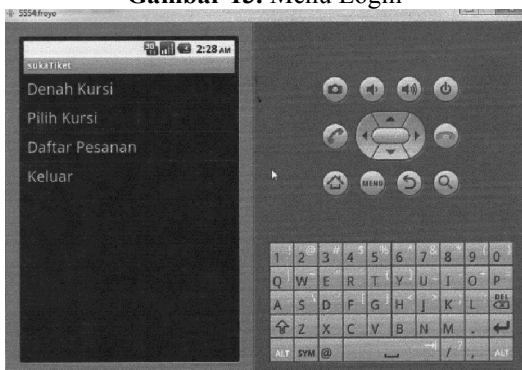 Gambar 15: Menu Login
5554:froyo
2:28 AM
sukaTiket
Denah Kursi
Pilih Kursi
Daftar Pesanan
Keluar
MENU
1 2 3 4 5 6 7 8 9 0
Q W E R T Y U I O P
A S D F G H J K L DEL
Z X C V B N M .
ALT SYM @ / , ALT